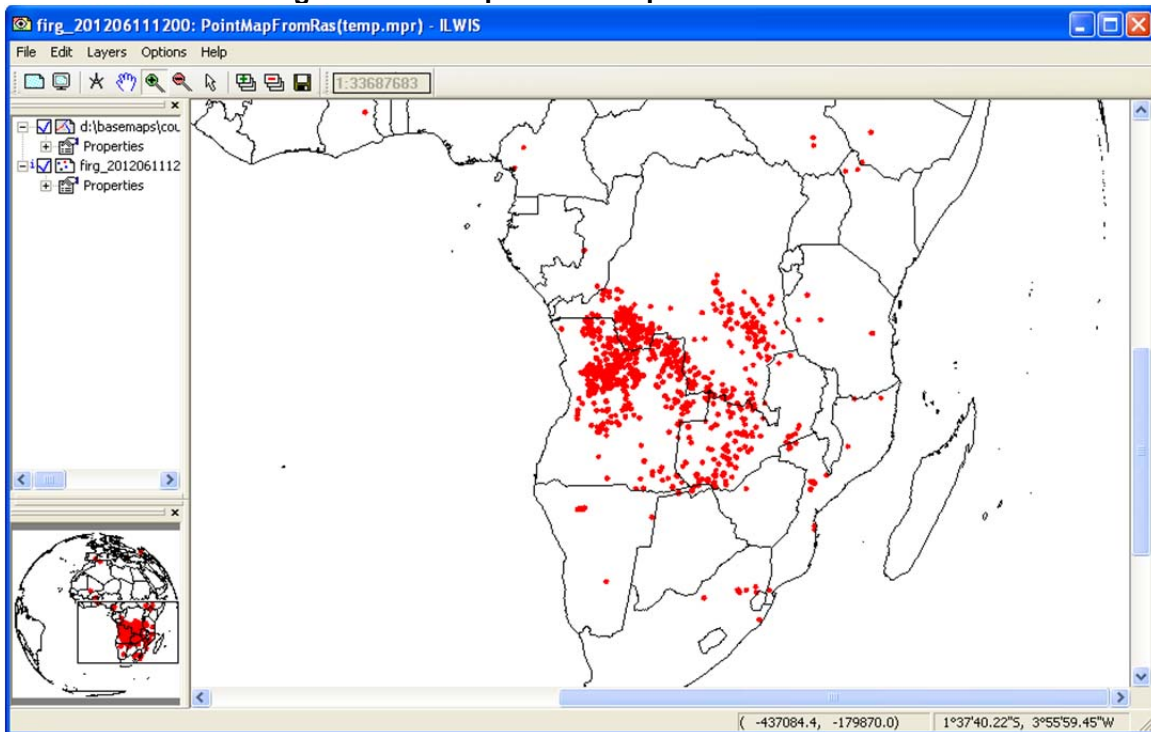 firg_201206111200: PointMapFromRas(temp.mpr) - ILWIS
File Edit Layers Options Help
1:33687683
d:\basemaps\cou
Properties
firg_2012061112
Properties
( -437084.4, -179870.0) 1°37'40.22"S, 3°55'59.45"W